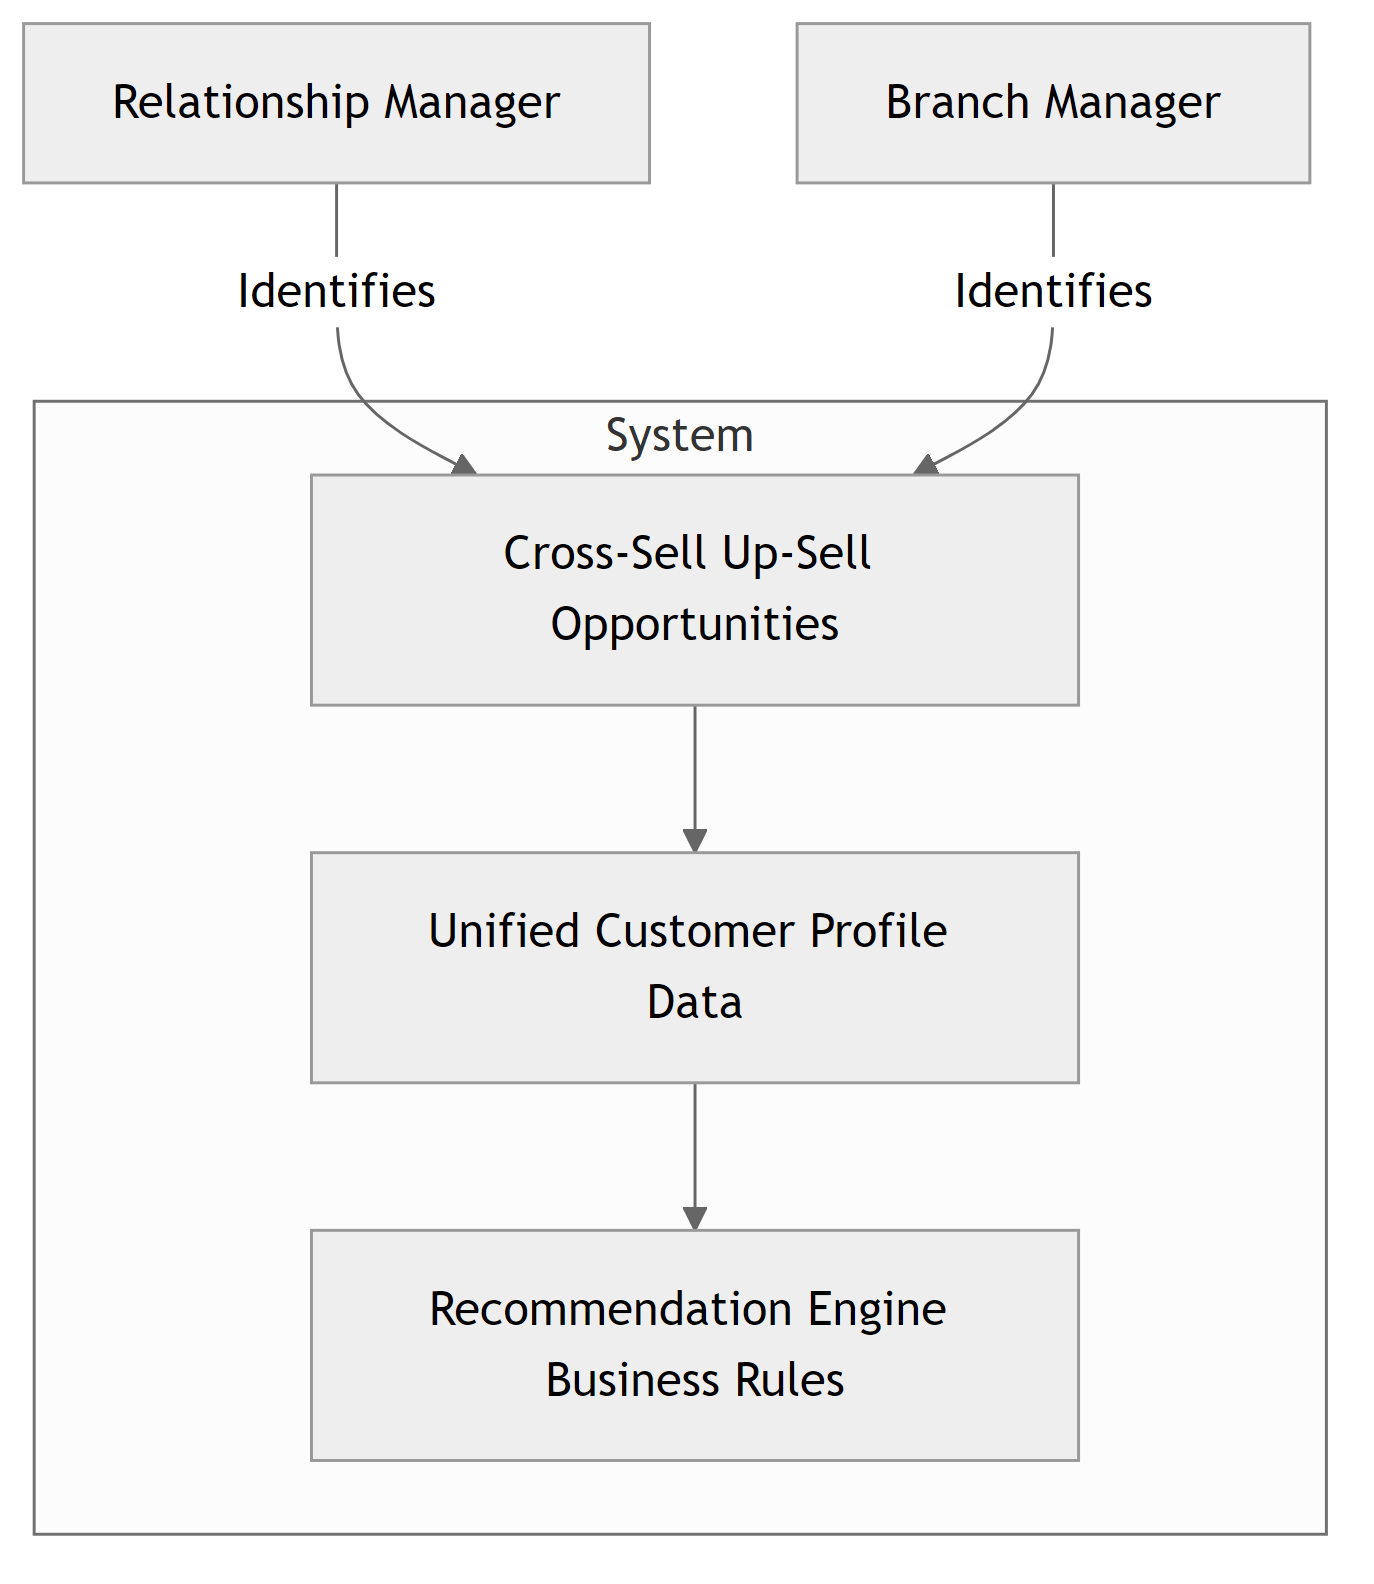 Relationship Manager
Branch Manager
Identifies
Identifies
System
Cross-Sell Up-Sell
Opportunities
Unified Customer Profile
Data
Recommendation Engine
Business Rules